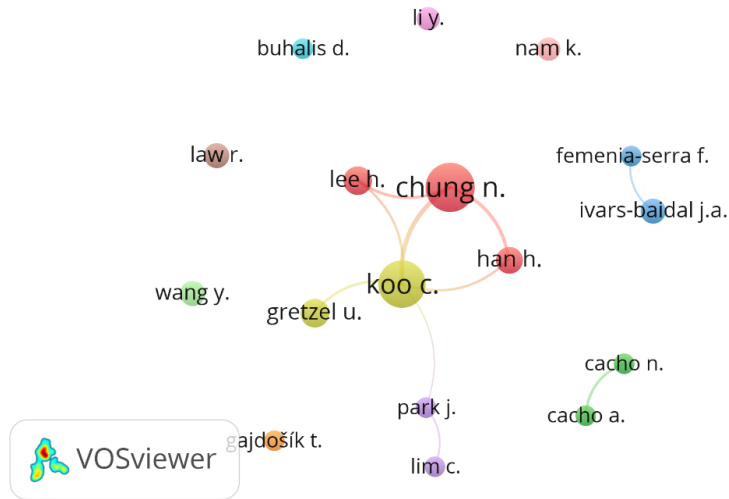 li y.
buhalis d.
nam k.
law r.
femenia-serra f.
lee h.
chung n.
ivars-baidal j.a.
han h.
koo c.
wang y.
gretzel u.
cacho n.
park j.
cacho a.
gajdošík t.
VOSviewer
lim c.